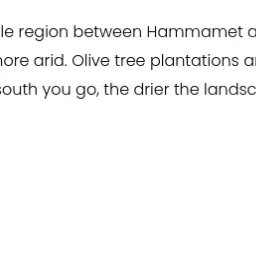 le region between Hammamet a
nore arid. Olive tree plantations a
south you go, the drier the landsc